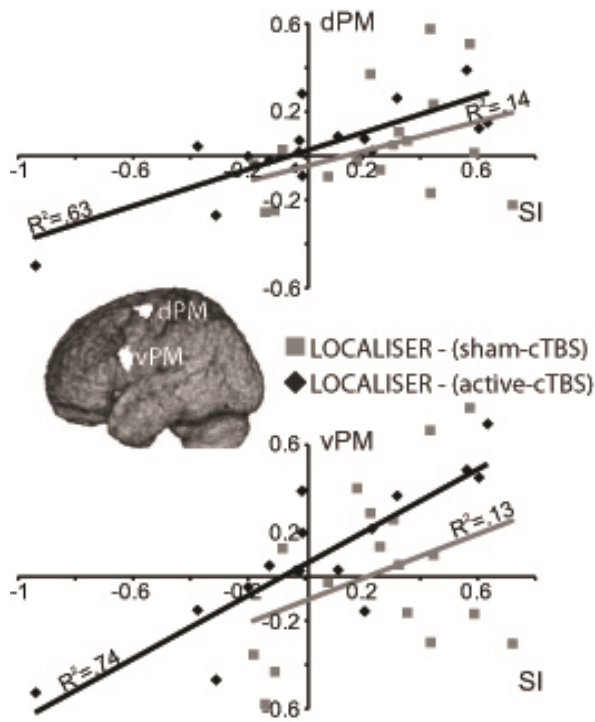 0.6
dPM
0.2
R²=.14
-1
-0.6
-0.2
0
0.2
0.6
R²=.63
-0.2
SI
-0.6
dPM
vPM
LOCALISER - (sham-cTBS)
LOCALISER - (active-cTBS)
0.6
vPM
0.2
R²=.13
-1
-0.6
-0.2
0
0.2
0.6
-0.2
R²=.74
SI
-0.6